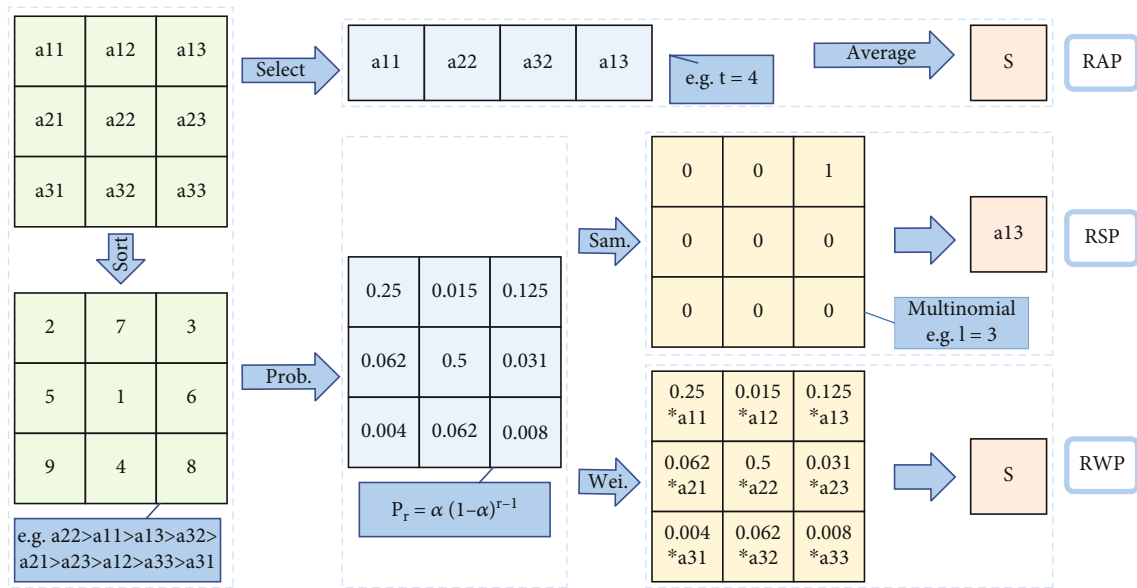 a11 a12 a13
a21 a22 a23
a31 a32 a33
Sort
2 7 3
5 1 6
9 4 8
e.g. a22>a11>a13>a32>
a21>a23>a12>a33>a31
Select
a11 a22 a32 a13
e.g. t = 4
Average
S
RAP
Prob.
0.25 0.015 0.125
0.062 0.5 0.031
0.004 0.062 0.008
Pᵣ = α (1–α)ʳ⁻¹
Sam.
0 0 1
0 0 0
0 0 0
Multinomial
e.g. l = 3
a13
RSP
Wei.
0.25 0.015 0.125
*a11 *a12 *a13
0.062 0.5 0.031
*a21 *a22 *a23
0.004 0.062 0.008
*a31 *a32 *a33
S
RWP